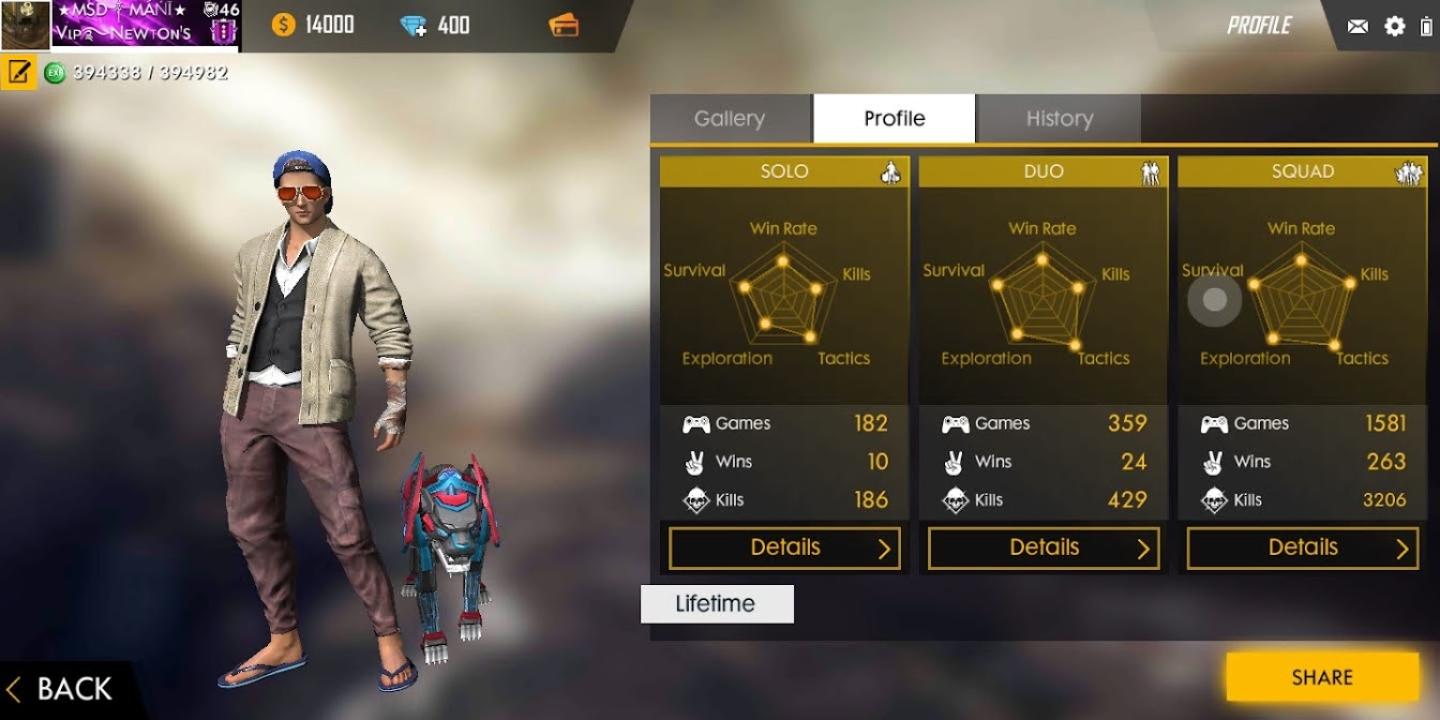 ★MSD MANI★ 46
VIP NEWTON'S
14000
400
PROFILE
EXP 394338 / 394982
Gallery
Profile
History
SOLO
Win Rate
Survival
Kills
Exploration
Tactics
Games 182
Wins 10
Kills 186
Details
DUO
Win Rate
Survival
Kills
Exploration
Tactics
Games 359
Wins 24
Kills 429
Details
SQUAD
Win Rate
Survival
Kills
Exploration
Tactics
Games 1581
Wins 263
Kills 3206
Details
Lifetime
BACK
SHARE